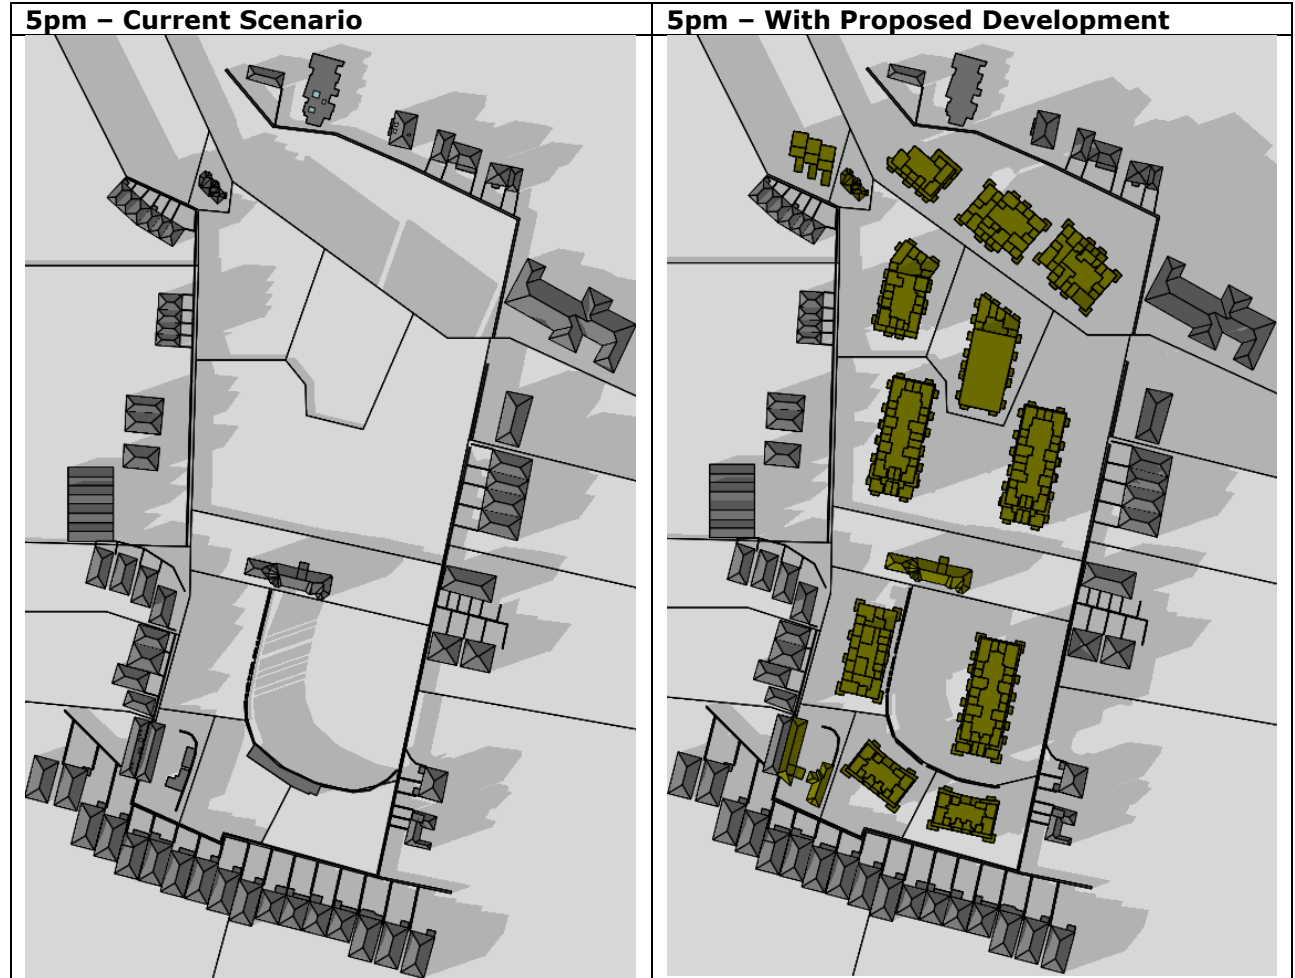 5pm – Current Scenario
5pm – With Proposed Development